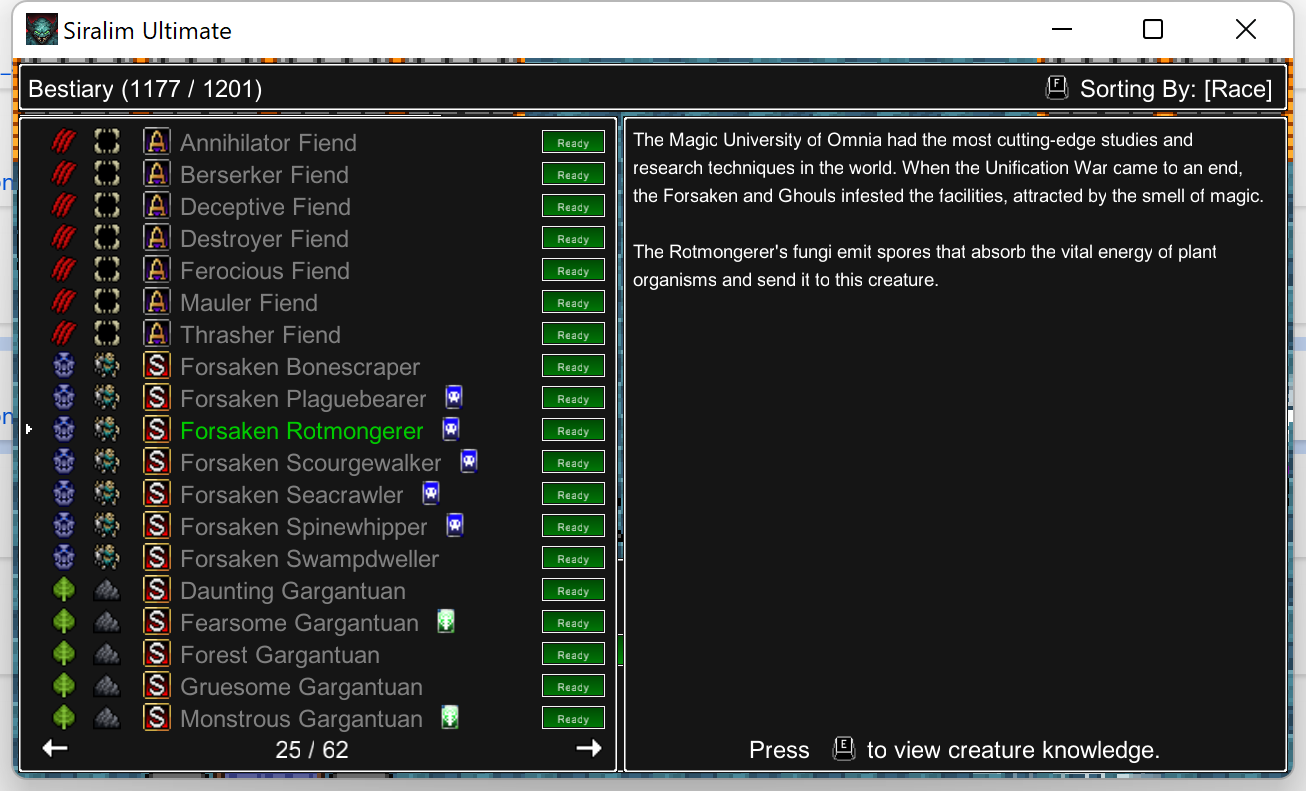 Siralim Ultimate
Bestiary (1177 / 1201)
F Sorting By: [Race]
A Annihilator Fiend Ready
A Berserker Fiend Ready
A Deceptive Fiend Ready
A Destroyer Fiend Ready
A Ferocious Fiend Ready
A Mauler Fiend Ready
A Thrasher Fiend Ready
S Forsaken Bonescraper Ready
S Forsaken Plaguebearer Ready
S Forsaken Rotmongerer Ready
S Forsaken Scourgewalker Ready
S Forsaken Seacrawler Ready
S Forsaken Spinewhipper Ready
S Forsaken Swampdweller Ready
S Daunting Gargantuan Ready
S Fearsome Gargantuan Ready
S Forest Gargantuan Ready
S Gruesome Gargantuan Ready
S Monstrous Gargantuan Ready
25 / 62
The Magic University of Omnia had the most cutting-edge studies and
research techniques in the world. When the Unification War came to an end,
the Forsaken and Ghouls infested the facilities, attracted by the smell of magic.
The Rotmongerer's fungi emit spores that absorb the vital energy of plant
organisms and send it to this creature.
Press E to view creature knowledge.